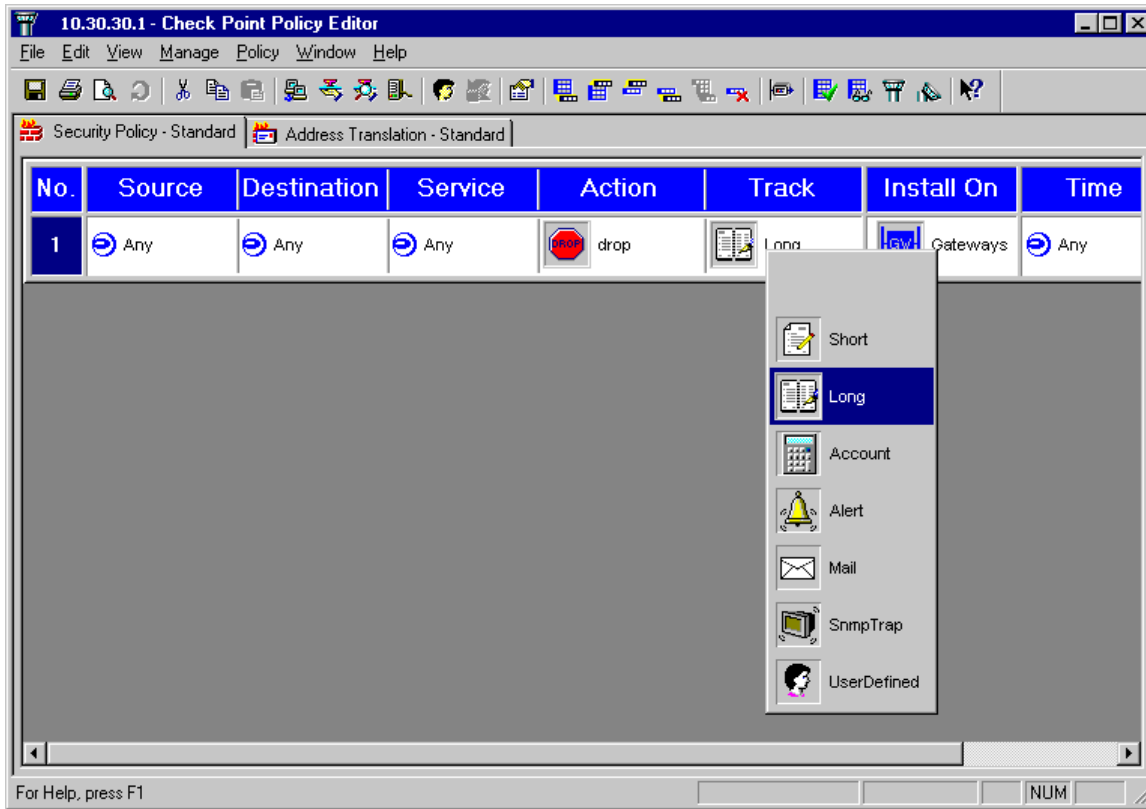 10.30.30.1 - Check Point Policy Editor
File Edit View Manage Policy Window Help
Security Policy - Standard Address Translation - Standard
No. Source Destination Service Action Track Install On Time
1 Any Any Any DROP drop Long GW Gateways Any
Short
Long
Account
Alert
Mail
SnmpTrap
UserDefined
For Help, press F1 NUM